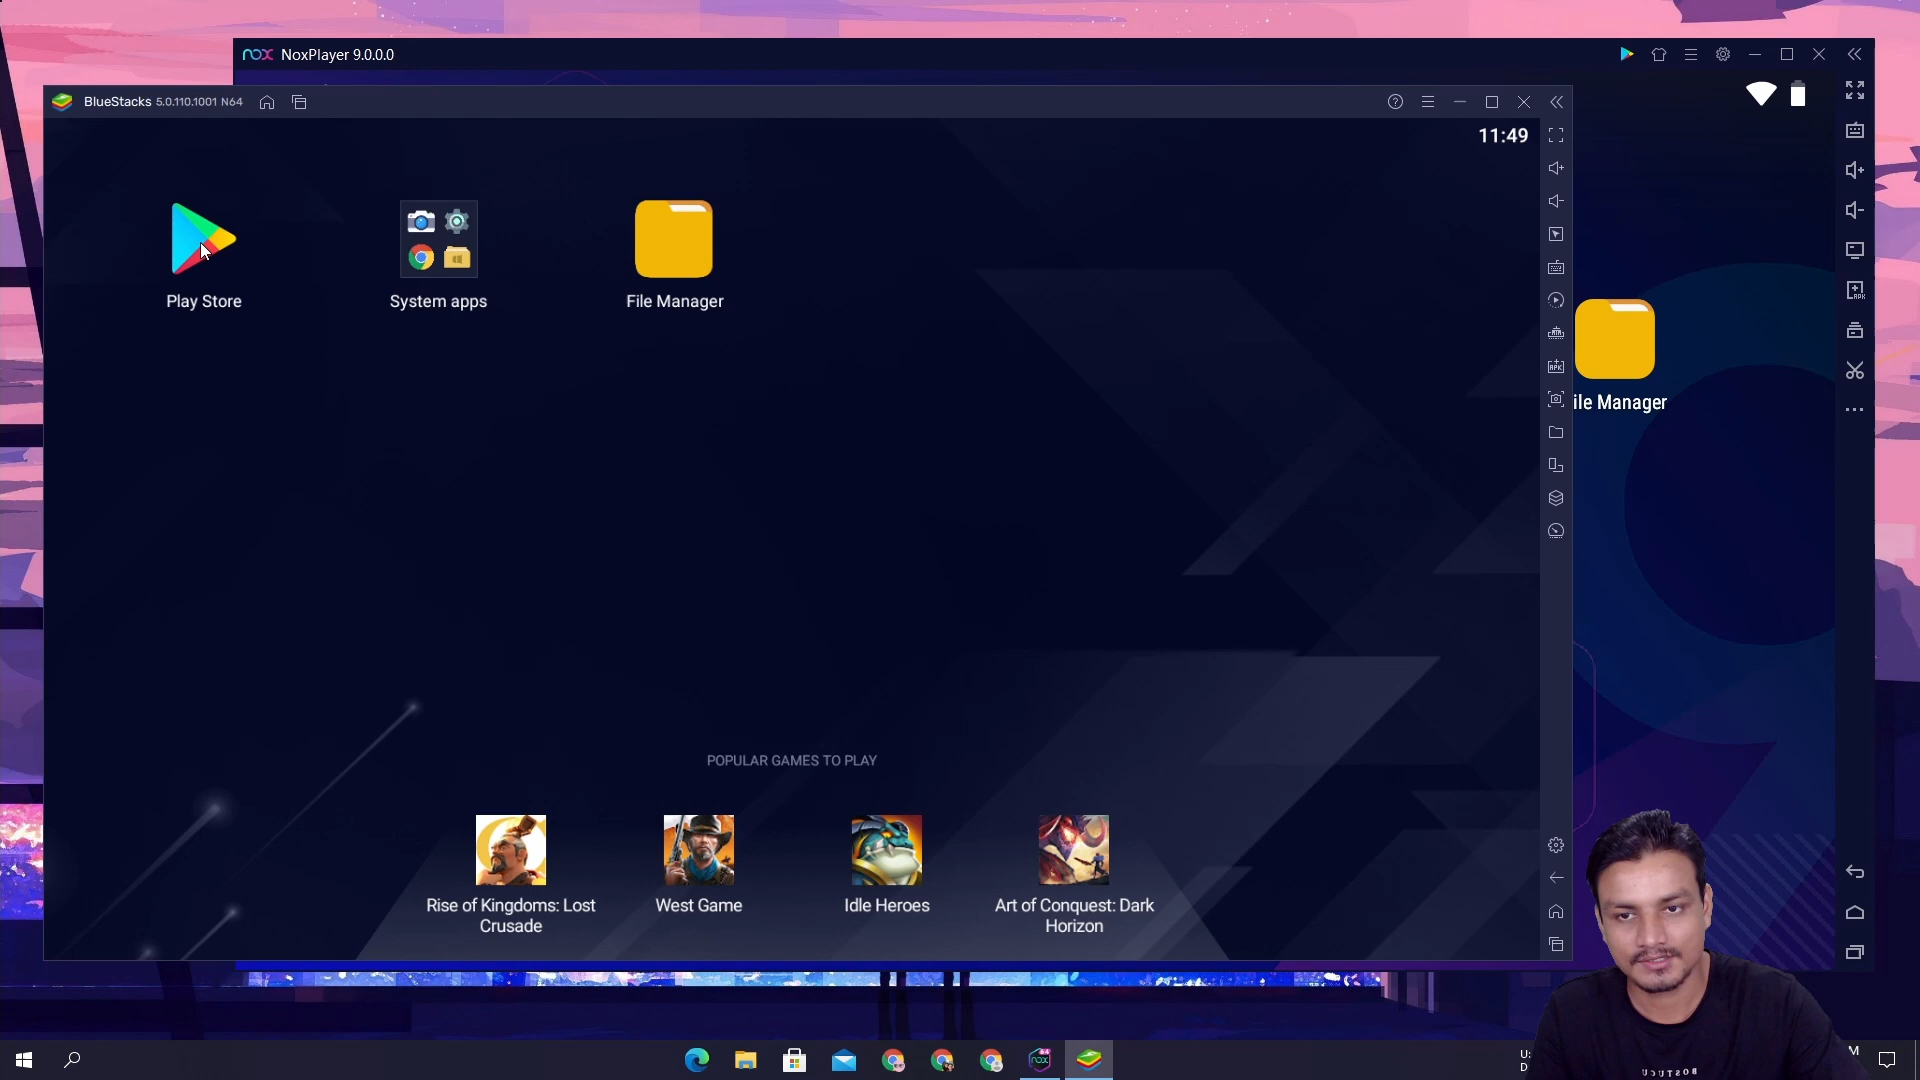 nox NoxPlayer 9.0.0.0
BlueStacks 5.0.110.1001 N64
11:49
Play Store
System apps
File Manager
ile Manager
POPULAR GAMES TO PLAY
Rise of Kingdoms: Lost
Crusade
West Game
Idle Heroes
Art of Conquest: Dark
Horizon
U:
D
M